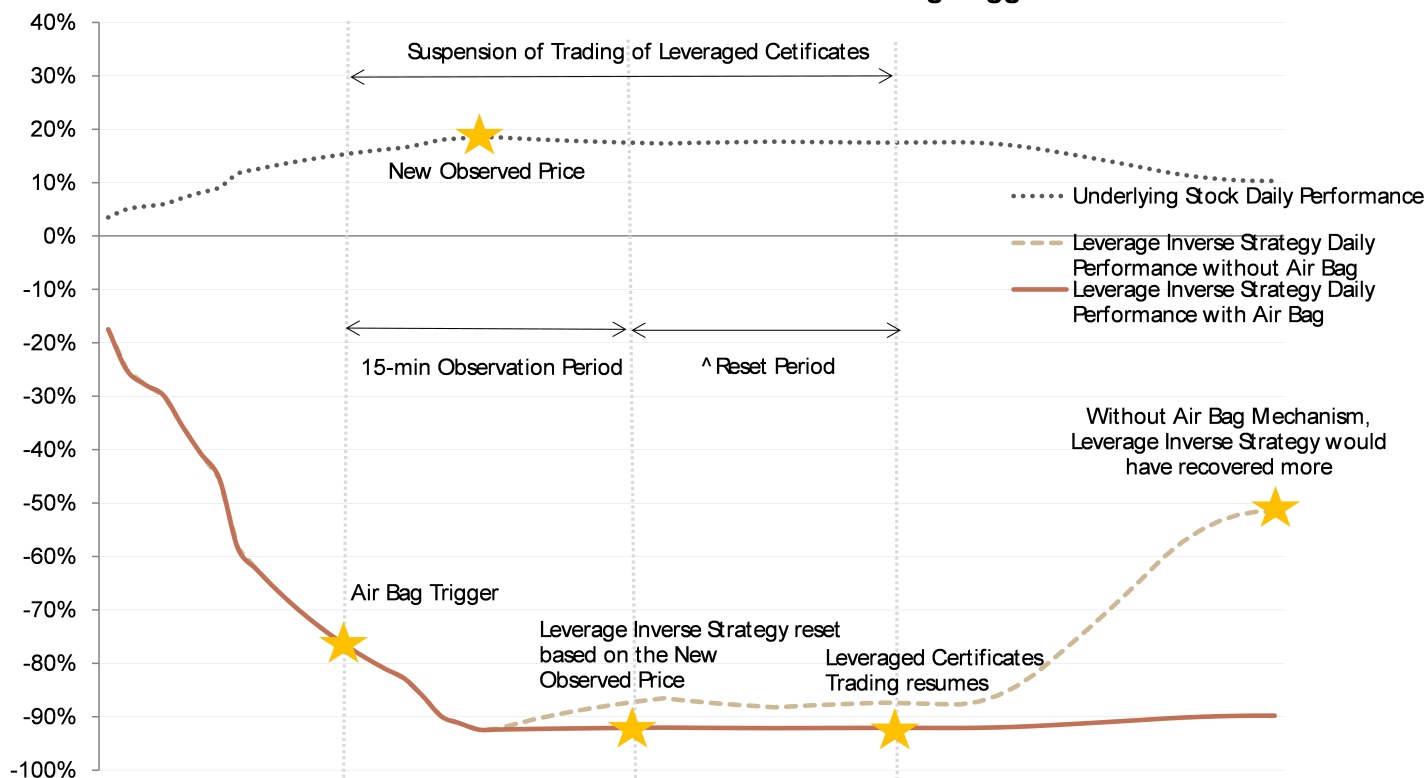 40%
Suspension of Trading of Leveraged Cetificates
30%
20%
New Observed Price
10%
Underlying Stock Daily Performance
0%
Leverage Inverse Strategy Daily
Performance without Air Bag
-10%
Leverage Inverse Strategy Daily
Performance with Air Bag
-20%
15-min Observation Period
^ Reset Period
-30%
Without Air Bag Mechanism,
Leverage Inverse Strategy would
have recovered more
-40%
-50%
-60%
Air Bag Trigger
-70%
Leverage Inverse Strategy reset
based on the New
Observed Price
Leveraged Certificates
Trading resumes
-80%
-90%
-100%